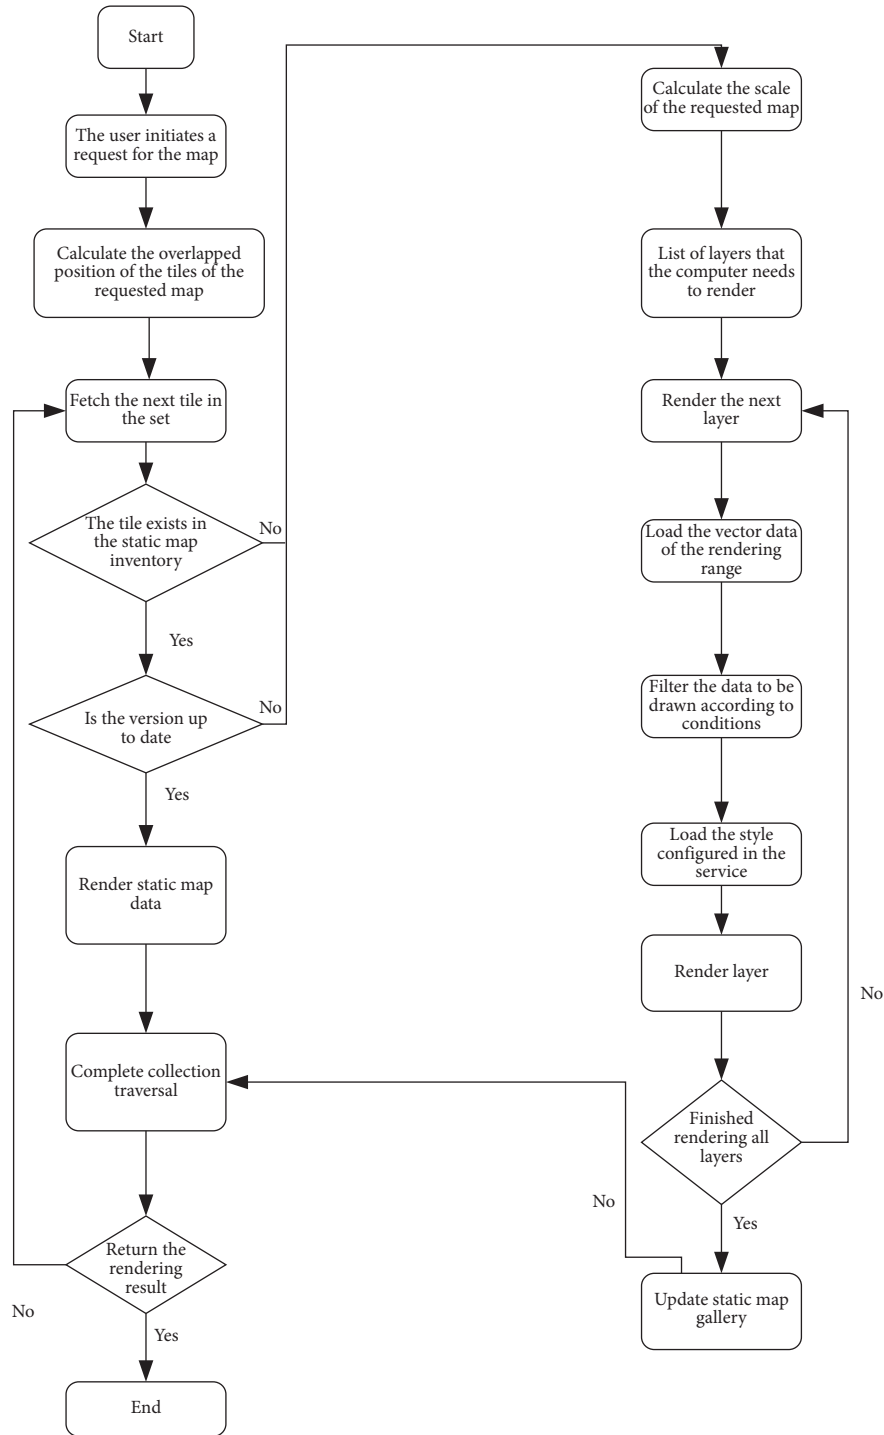 Start
The user initiates a
request for the map
Calculate the overlapped
position of the tiles of the
requested map
Fetch the next tile in
the set
The tile exists in
the static map
inventory
No
Yes
Is the version up
to date
No
Yes
Render static map
data
Complete collection
traversal
Return the
rendering
result
No
Yes
End
Calculate the scale
of the requested map
List of layers that
the computer needs
to render
Render the next
layer
Load the vector data
of the rendering
range
Filter the data to be
drawn according to
conditions
Load the style
configured in the
service
Render layer
No
Finished
rendering all
layers
Yes
No
Update static map
gallery